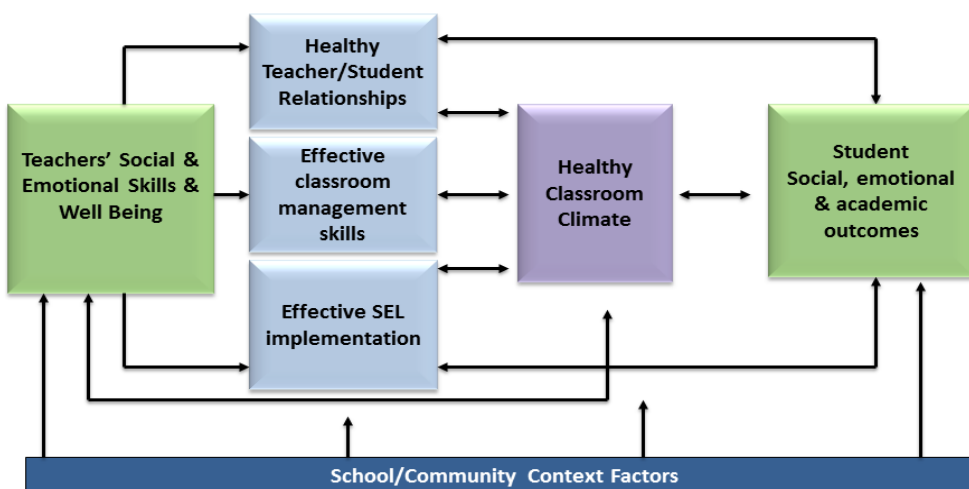 Healthy
Teacher/Student
Relationships
Teachers’ Social &
Emotional Skills &
Well Being
Effective
classroom
management
skills
Effective SEL
implementation
Healthy
Classroom
Climate
Student
Social, emotional
& academic
outcomes
School/Community Context Factors